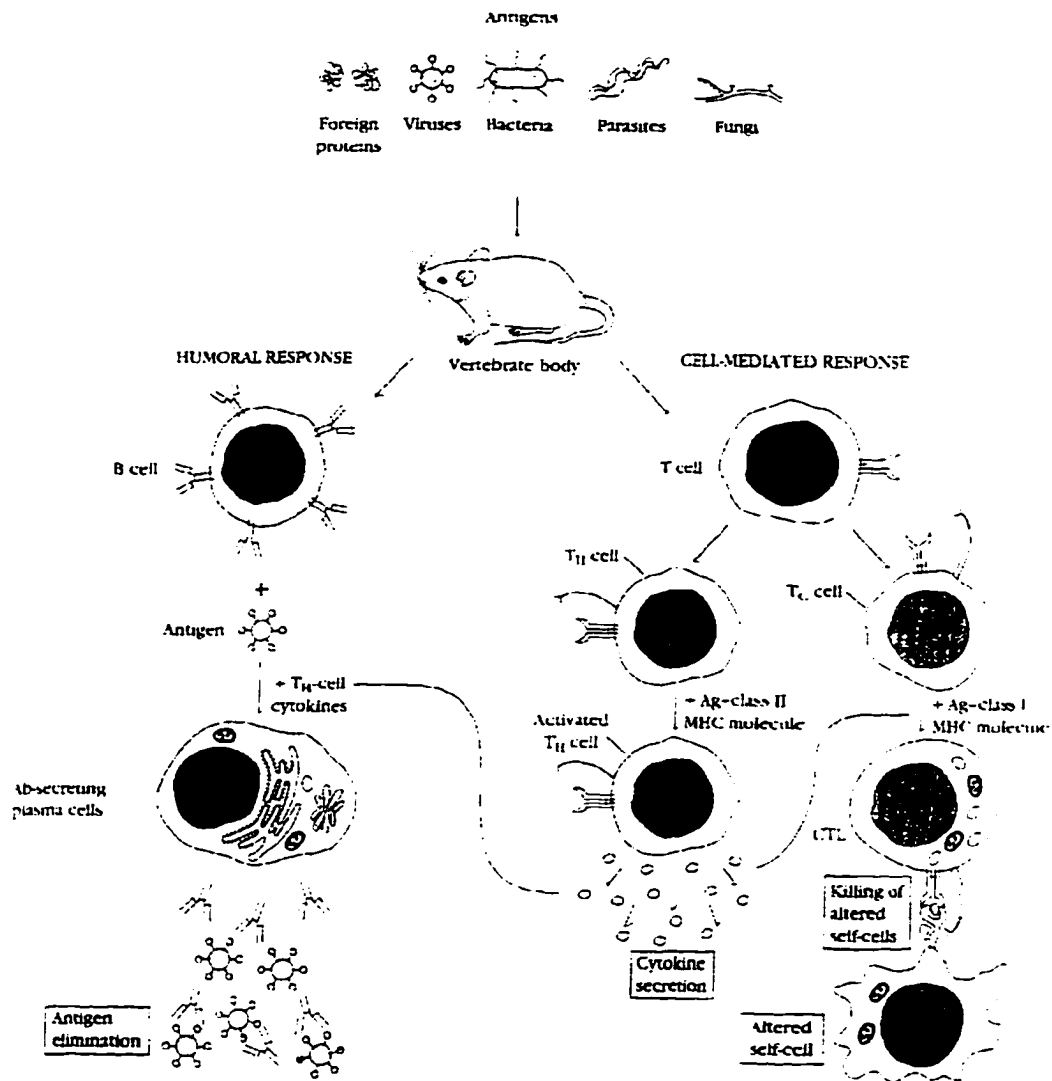 Antigens
Foreign
proteins
Viruses
Bacteria
Parasites
Fungi
HUMORAL RESPONSE
Vertebrate body
CELL-MEDIATED RESPONSE
B cell
T cell
TH cell
TC cell
+
Antigen
+ TH-cell
cytokines
+ Ag-class II
MHC molecule
+ Ag-class I
MHC molecule
Activated
TH cell
Ab-secreting
plasma cells
CTL
Killing of
altered
self-cells
Cytokine
secretion
Antigen
elimination
Altered
self-cell